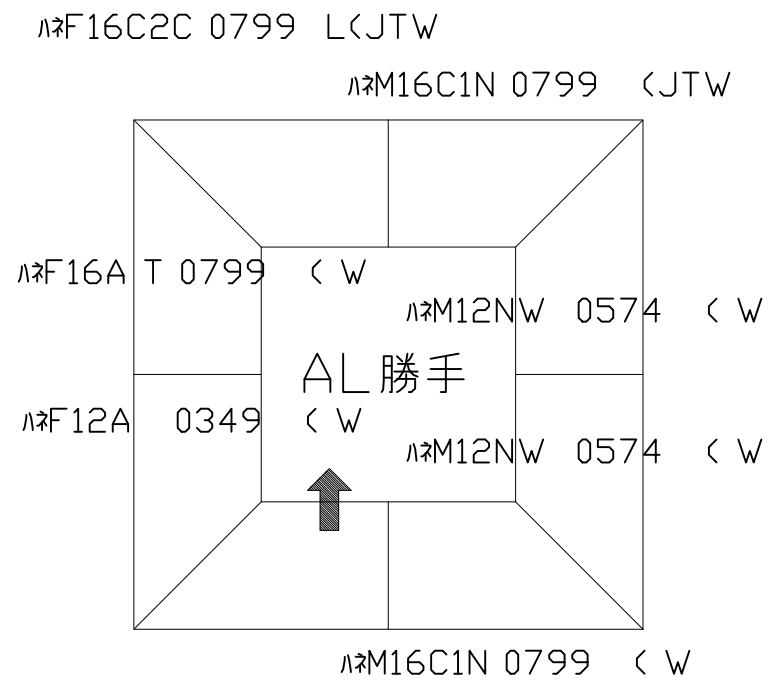 ﾊﾈF16C2C 0799 L(JTW
ﾊﾈM16C1N 0799 (JTW
ﾊﾈF16A T 0799 ( W
ﾊﾈM12NW 0574 ( W
AL勝手
ﾊﾈF12A 0349 ( W
ﾊﾈM12NW 0574 ( W
ﾊﾈM16C1N 0799 ( W